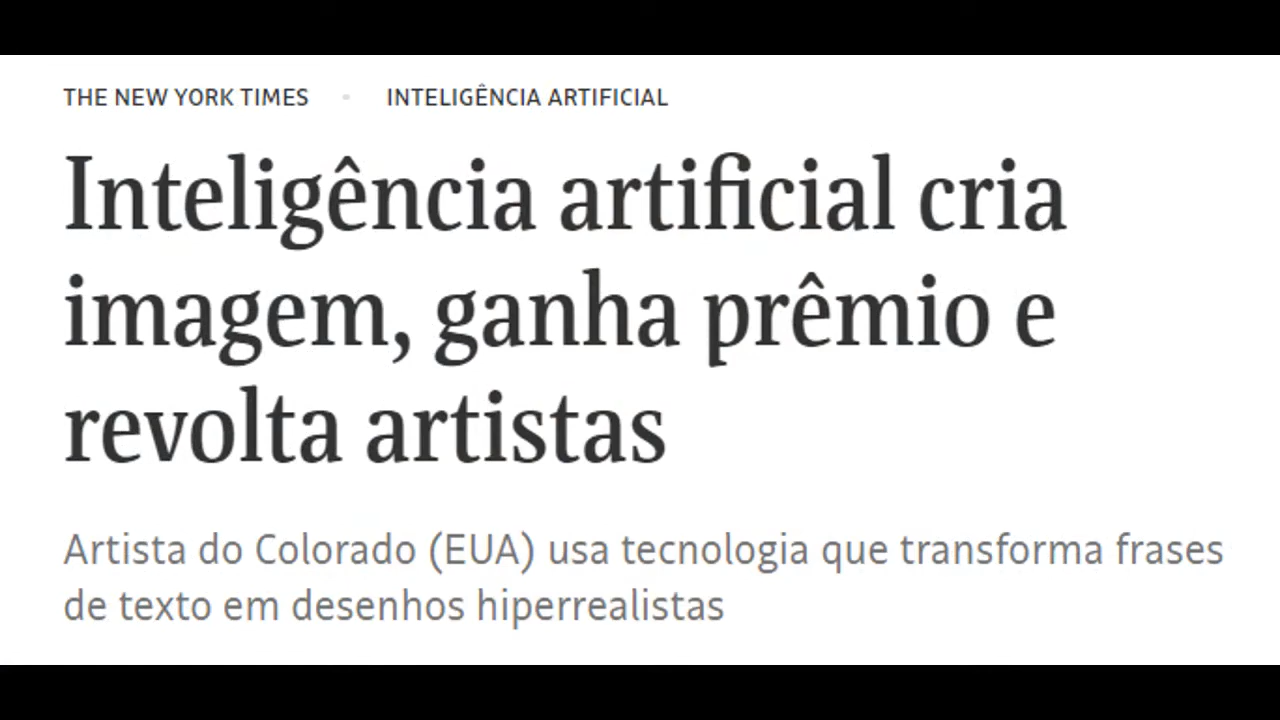 THE NEW YORK TIMES • INTELIGÊNCIA ARTIFICIAL
Inteligência artificial cria
imagem, ganha prêmio e
revolta artistas
Artista do Colorado (EUA) usa tecnologia que transforma frases
de texto em desenhos hiperrealistas